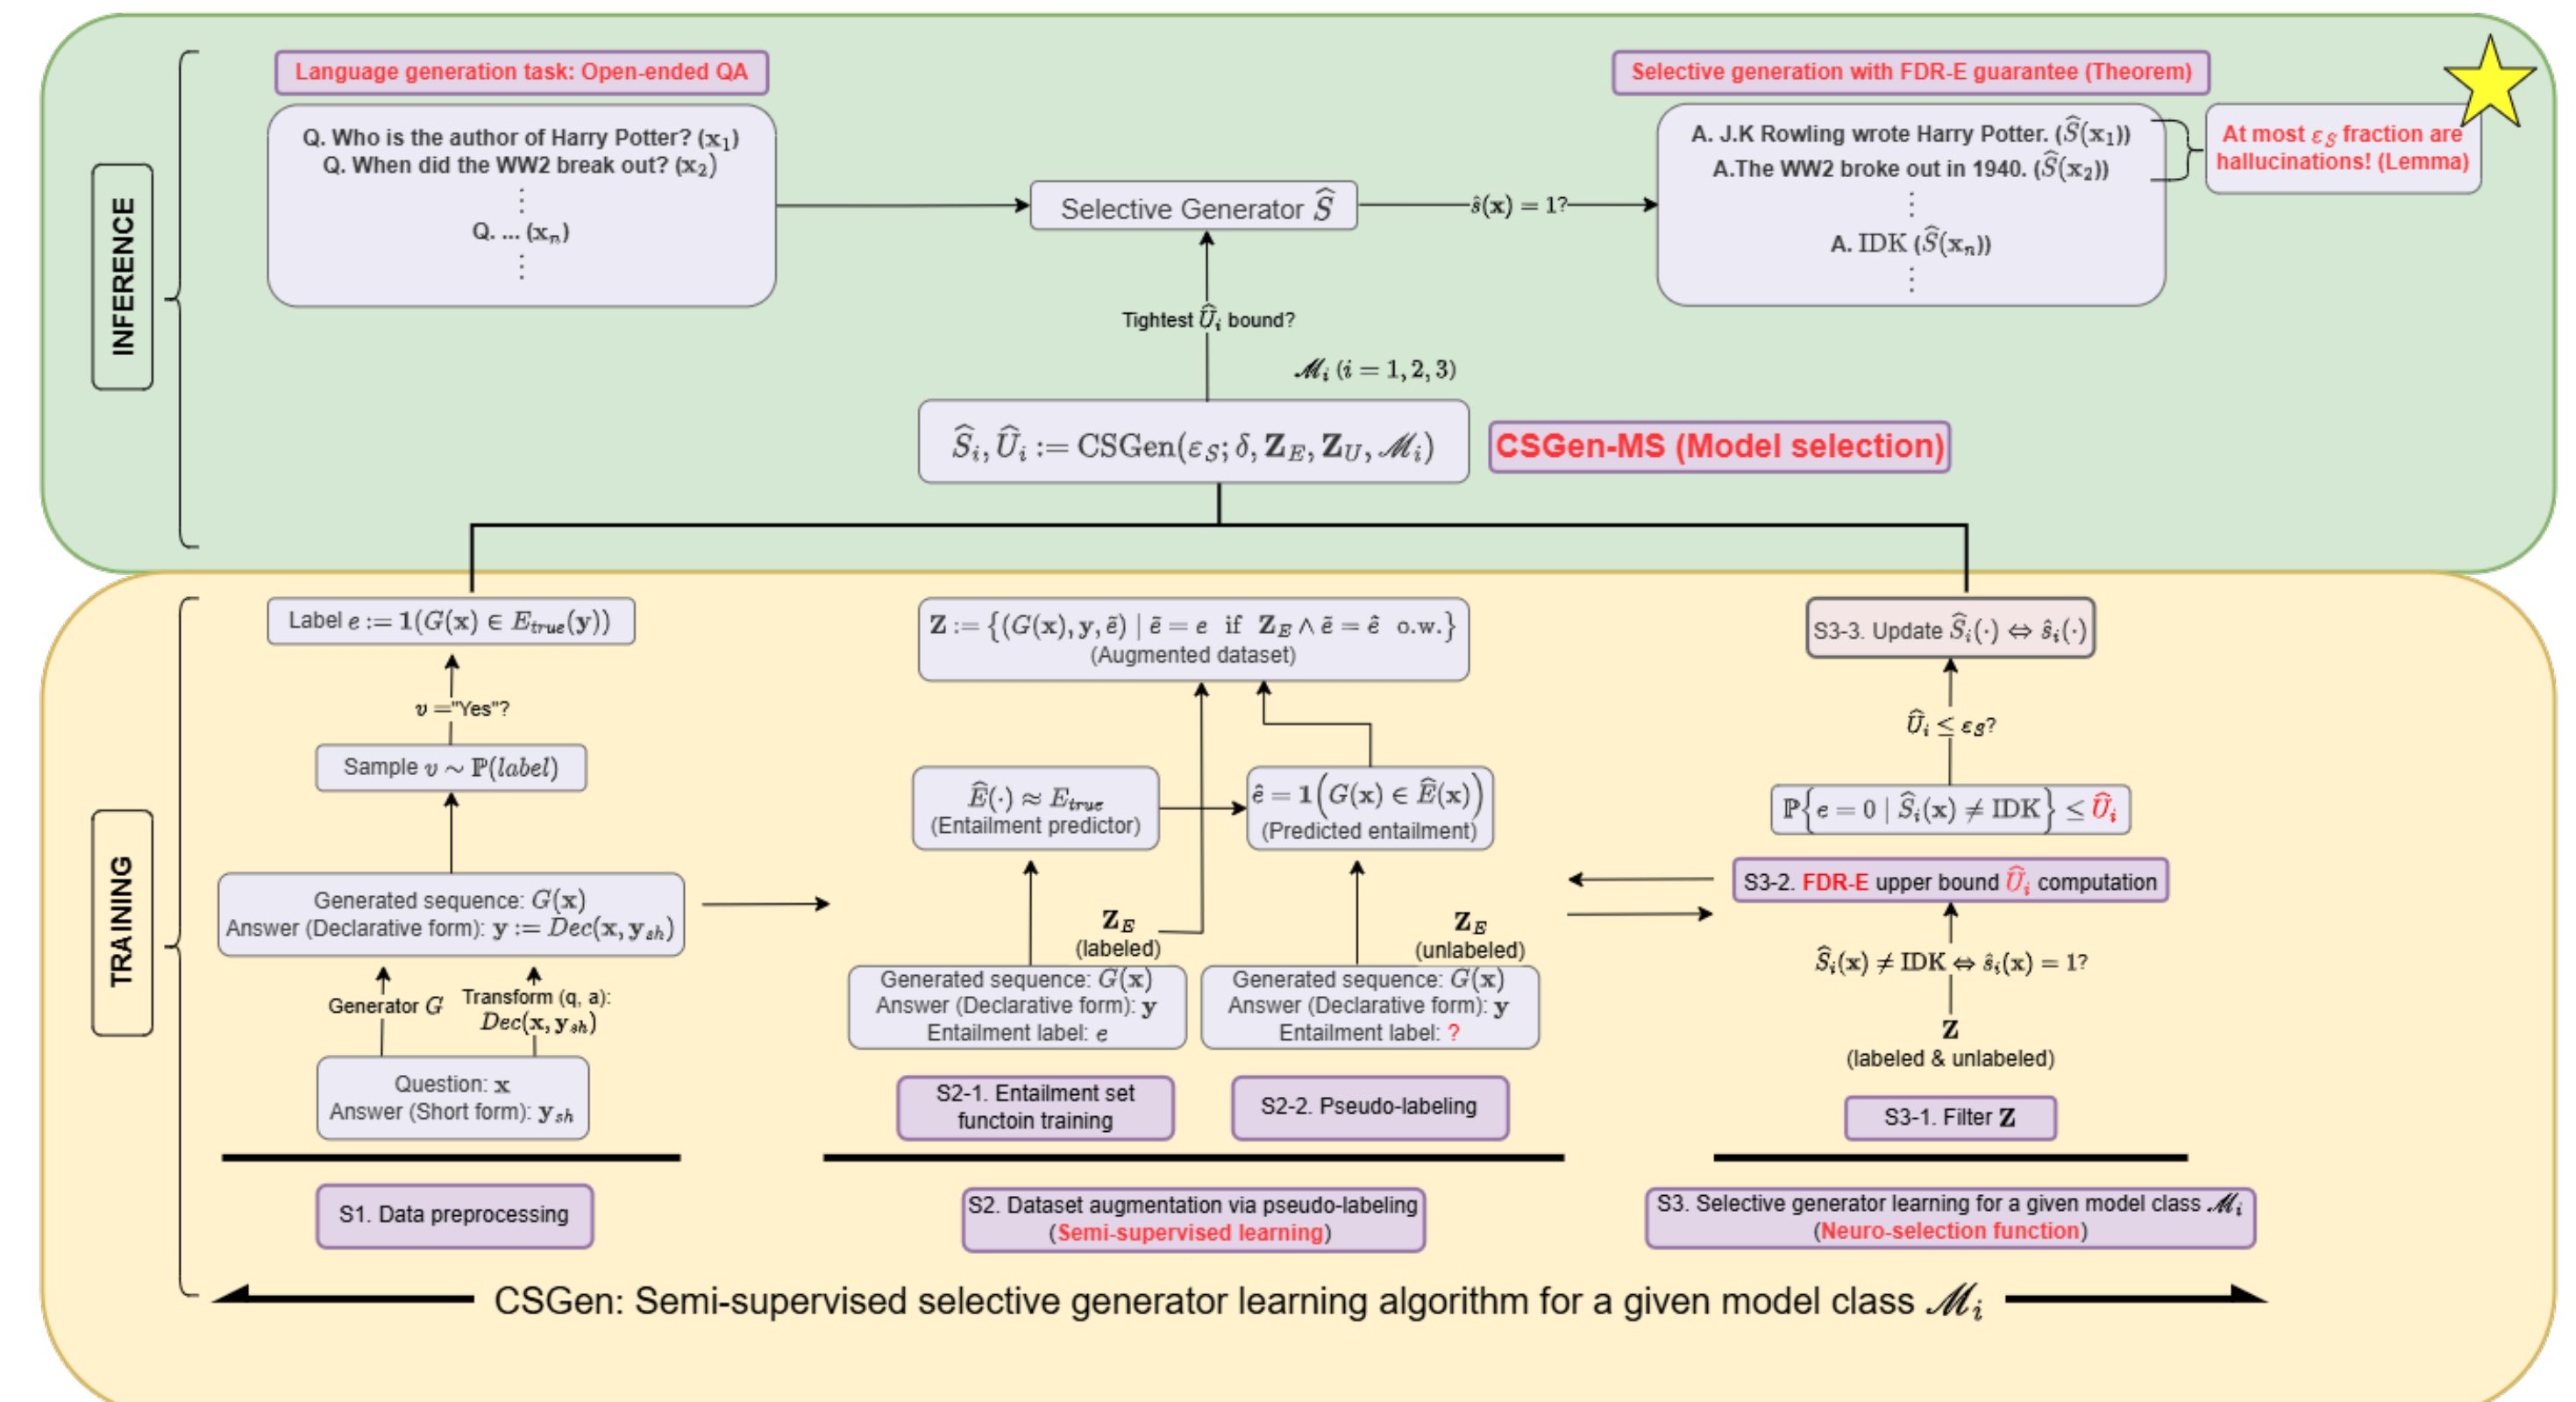 INFERENCE
Language generation task: Open-ended QA
Q. Who is the author of Harry Potter? (x₁)
Q. When did the WW2 break out? (x₂)
⋮
Q. ... (xₙ)
⋮
Selective Generator Ŝ
ŝ(x) = 1?
Selective generation with FDR-E guarantee (Theorem)
A. J.K Rowling wrote Harry Potter. (Ŝ(x₁))
A.The WW2 broke out in 1940. (Ŝ(x₂))
⋮
A. IDK (Ŝ(xₙ))
⋮
At most ε_S fraction are
hallucinations! (Lemma)
Tightest Û_i bound?
ℳ_i (i = 1, 2, 3)
Ŝ_i, Û_i := CSGen(ε_S; δ, Z_E, Z_U, ℳ_i)
CSGen-MS (Model selection)
TRAINING
Label e := 1(G(x) ∈ E_true(y))
v ="Yes"?
Sample v ∼ ℙ(label)
Generated sequence: G(x)
Answer (Declarative form): y := Dec(x, y_sh)
Generator G
Transform (q, a):
Dec(x, y_sh)
Question: x
Answer (Short form): y_sh
S1. Data preprocessing
Z := {(G(x), y, ẽ) | ẽ = e if Z_E ∧ ẽ = ê o.w.}
(Augmented dataset)
Ê(·) ≈ E_true
(Entailment predictor)
ê = 1(G(x) ∈ Ê(x))
(Predicted entailment)
Z_E
(labeled)
Z_E
(unlabeled)
Generated sequence: G(x)
Answer (Declarative form): y
Entailment label: e
Generated sequence: G(x)
Answer (Declarative form): y
Entailment label: ?
S2-1. Entailment set
functoin training
S2-2. Pseudo-labeling
S2. Dataset augmentation via pseudo-labeling
(Semi-supervised learning)
S3-3. Update Ŝ_i(·) ⇔ ŝ_i(·)
Û_i ≤ ε_S?
ℙ{e = 0 | Ŝ_i(x) ≠ IDK} ≤ Û_i
S3-2. FDR-E upper bound Û_i computation
Ŝ_i(x) ≠ IDK ⇔ ŝ_i(x) = 1?
Z
(labeled & unlabeled)
S3-1. Filter Z
S3. Selective generator learning for a given model class ℳ_i
(Neuro-selection function)
CSGen: Semi-supervised selective generator learning algorithm for a given model class ℳ_i